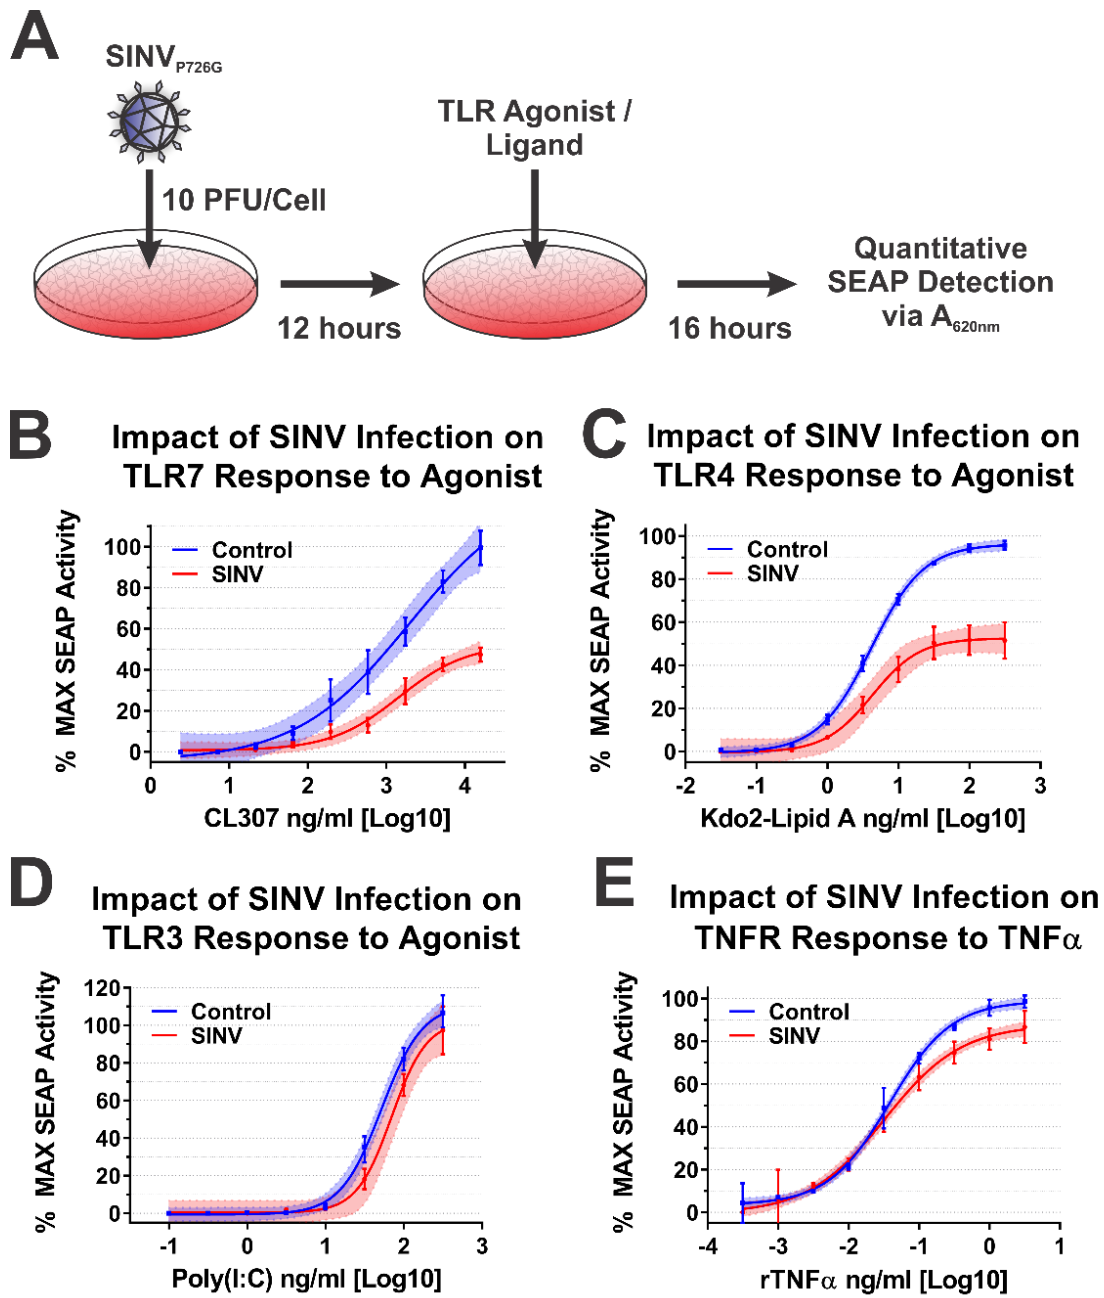 A
SINVP726G
10 PFU/Cell
12 hours
TLR Agonist /
Ligand
16 hours
Quantitative
SEAP Detection
via A620nm
B
Impact of SINV Infection on
TLR7 Response to Agonist
% MAX SEAP Activity
100
80
60
40
20
0
Control
SINV
0 1 2 3 4
CL307 ng/ml [Log10]
C
Impact of SINV Infection on
TLR4 Response to Agonist
% MAX SEAP Activity
100
80
60
40
20
0
Control
SINV
-2 -1 0 1 2 3
Kdo2-Lipid A ng/ml [Log10]
D
Impact of SINV Infection on
TLR3 Response to Agonist
% MAX SEAP Activity
120
100
80
60
40
20
0
Control
SINV
-1 0 1 2 3
Poly(I:C) ng/ml [Log10]
E
Impact of SINV Infection on
TNFR Response to TNFα
% MAX SEAP Activity
100
80
60
40
20
0
Control
SINV
-4 -3 -2 -1 0 1
rTNFα ng/ml [Log10]